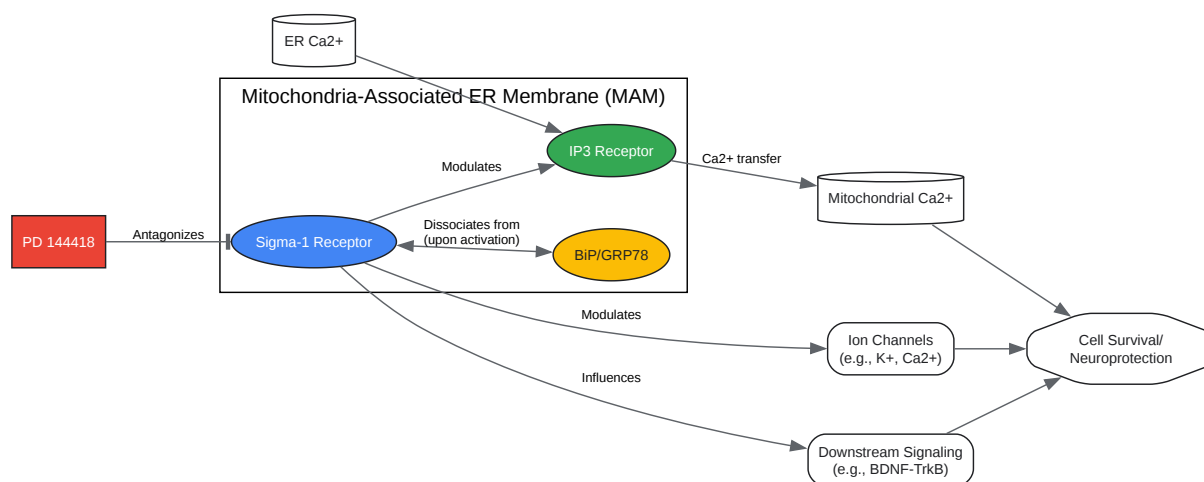 ER Ca2+
Mitochondria-Associated ER Membrane (MAM)
IP3 Receptor
Ca2+ transfer
Modulates
Mitochondrial Ca2+
PD 144418
Antagonizes
Sigma-1 Receptor
Dissociates from
(upon activation)
BiP/GRP78
Modulates
Ion Channels
(e.g., K+, Ca2+)
Cell Survival/
Neuroprotection
Influences
Downstream Signaling
(e.g., BDNF-TrkB)